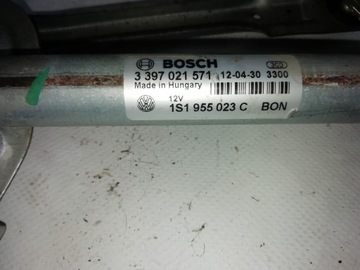 BOSCH
3 397 021 571 12-04-30 3300
Made in Hungary
12V
1S1 955 023 C BON